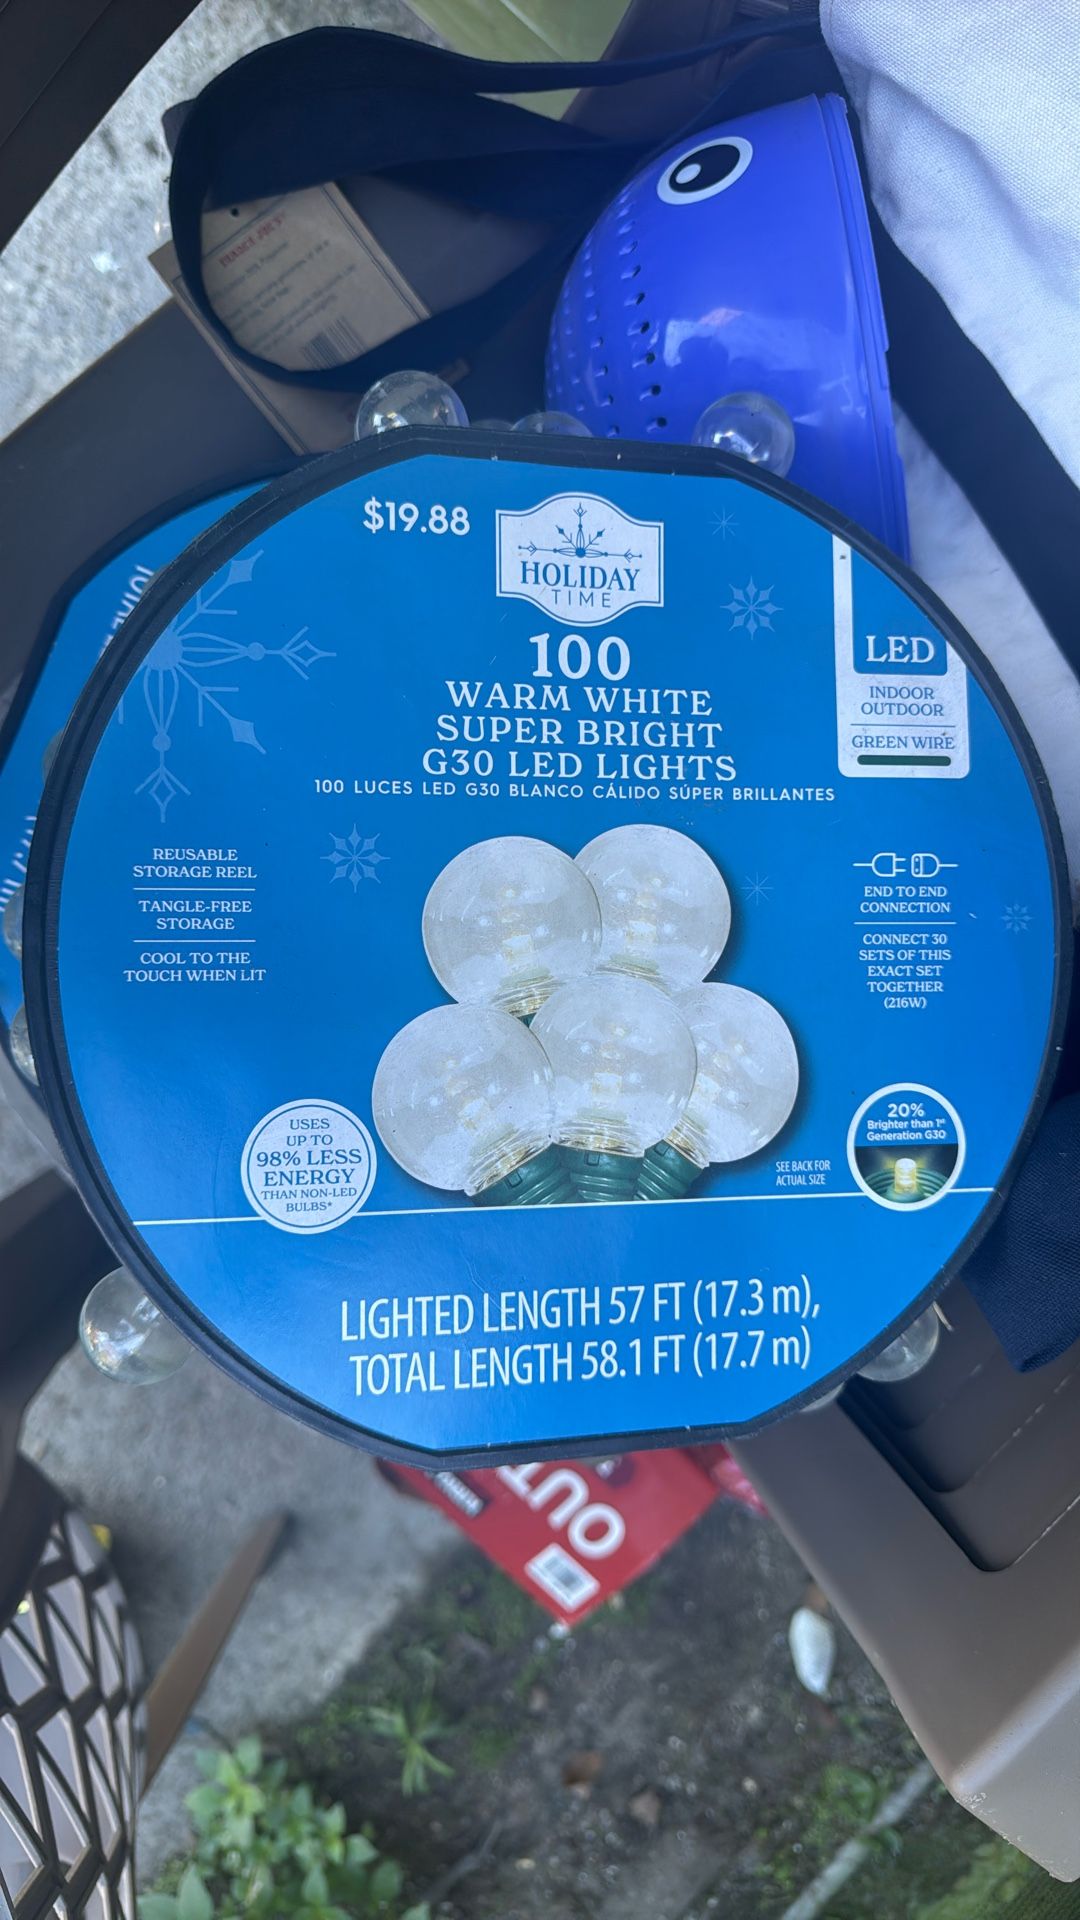 TRADER JOE'S
$19.88
HOLIDAY
TIME
100
WARM WHITE
SUPER BRIGHT
G30 LED LIGHTS
100 LUCES LED G30 BLANCO CÁLIDO SÚPER BRILLANTES
LED
INDOOR
OUTDOOR
GREEN WIRE
REUSABLE
STORAGE REEL
TANGLE-FREE
STORAGE
COOL TO THE
TOUCH WHEN LIT
END TO END
CONNECTION
CONNECT 30
SETS OF THIS
EXACT SET
TOGETHER
(216W)
USES
UP TO
98% LESS
ENERGY
THAN NON-LED
BULBS*
20%
Brighter than 1st
Generation G30
SEE BACK FOR
ACTUAL SIZE
LIGHTED LENGTH 57 FT (17.3 m),
TOTAL LENGTH 58.1 FT (17.7 m)
OUT